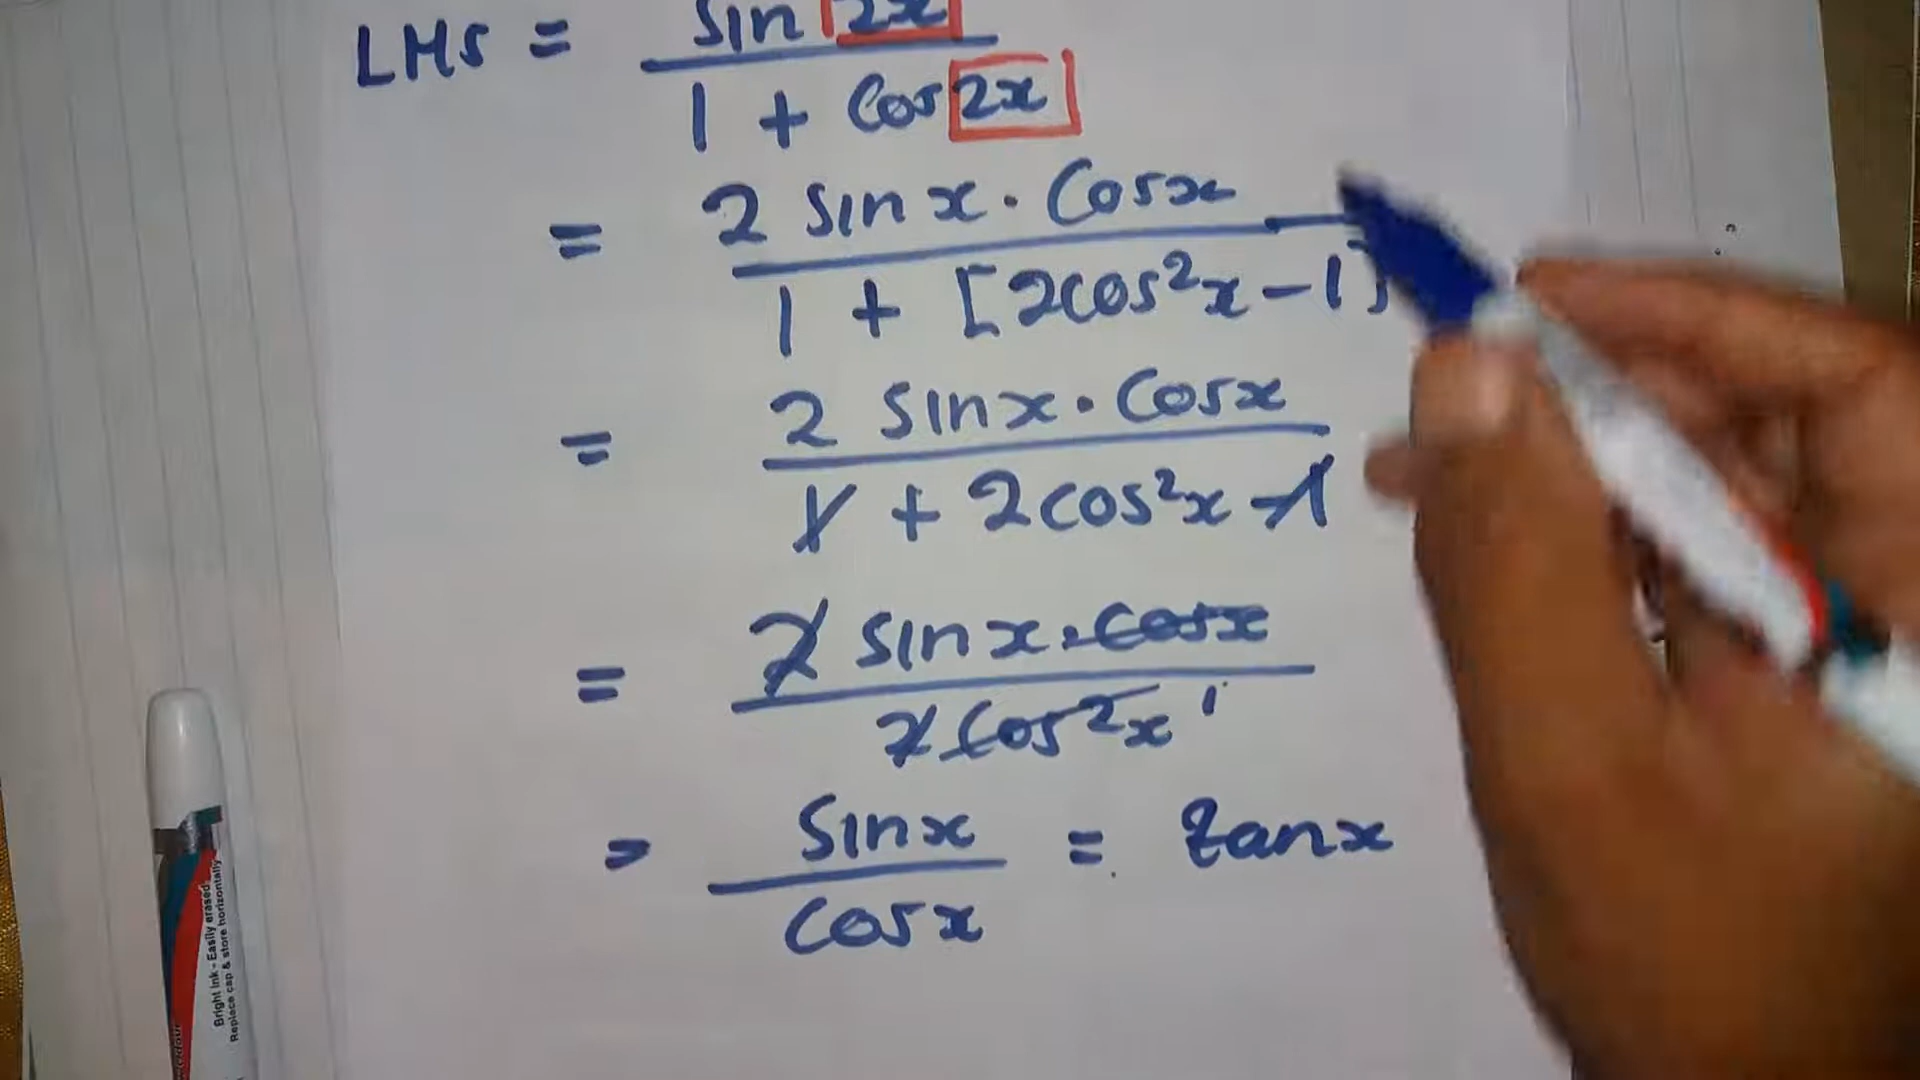 LHS = sin 2x / 1 + cos 2x
= 2 sin x . cos x / 1 + [2cos²x - 1]
= 2 sin x . cos x / 1 + 2cos²x - 1
= 2 sin x . cos x / 2 cos²x 1
= sin x / cos x = tan x
Bright Ink - Easily erased
Replace cap & store horizontally